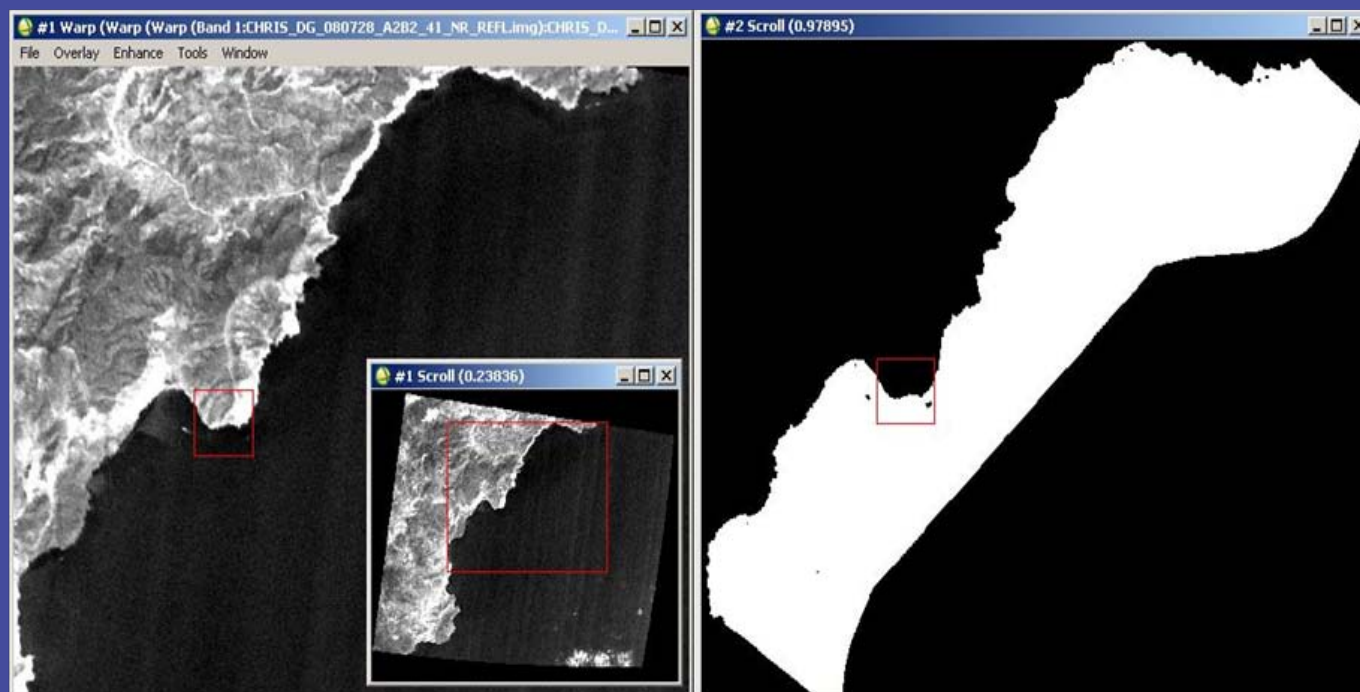 #1 Warp (Warp (Warp (Band 1:CHRIS_DG_080728_A2B2_41_NR_REFL.img):CHRIS_D...
File Overlay Enhance Tools Window
#1 Scroll (0.23836)
#2 Scroll (0.97895)